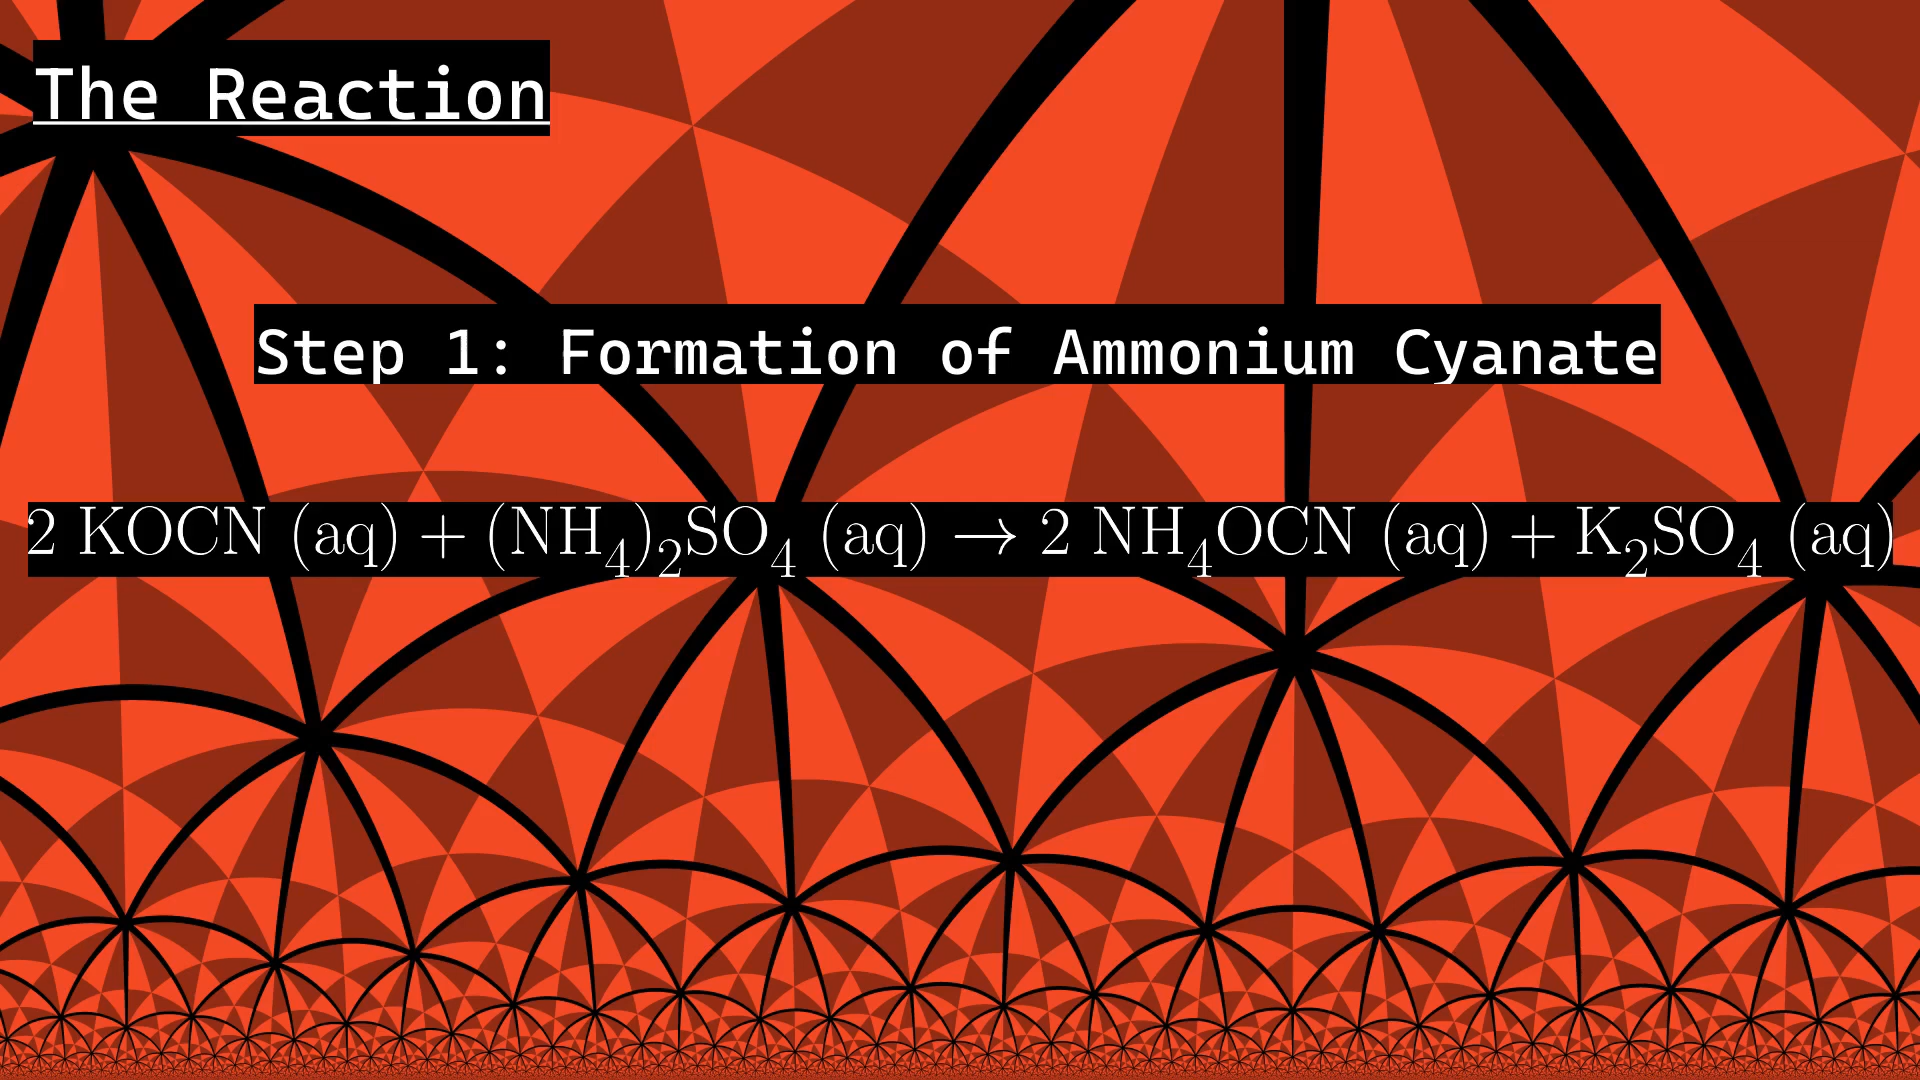 The Reaction
Step 1: Formation of Ammonium Cyanate
2 KOCN (aq) + (NH₄)₂SO₄ (aq) → 2 NH₄OCN (aq) + K₂SO₄ (aq)